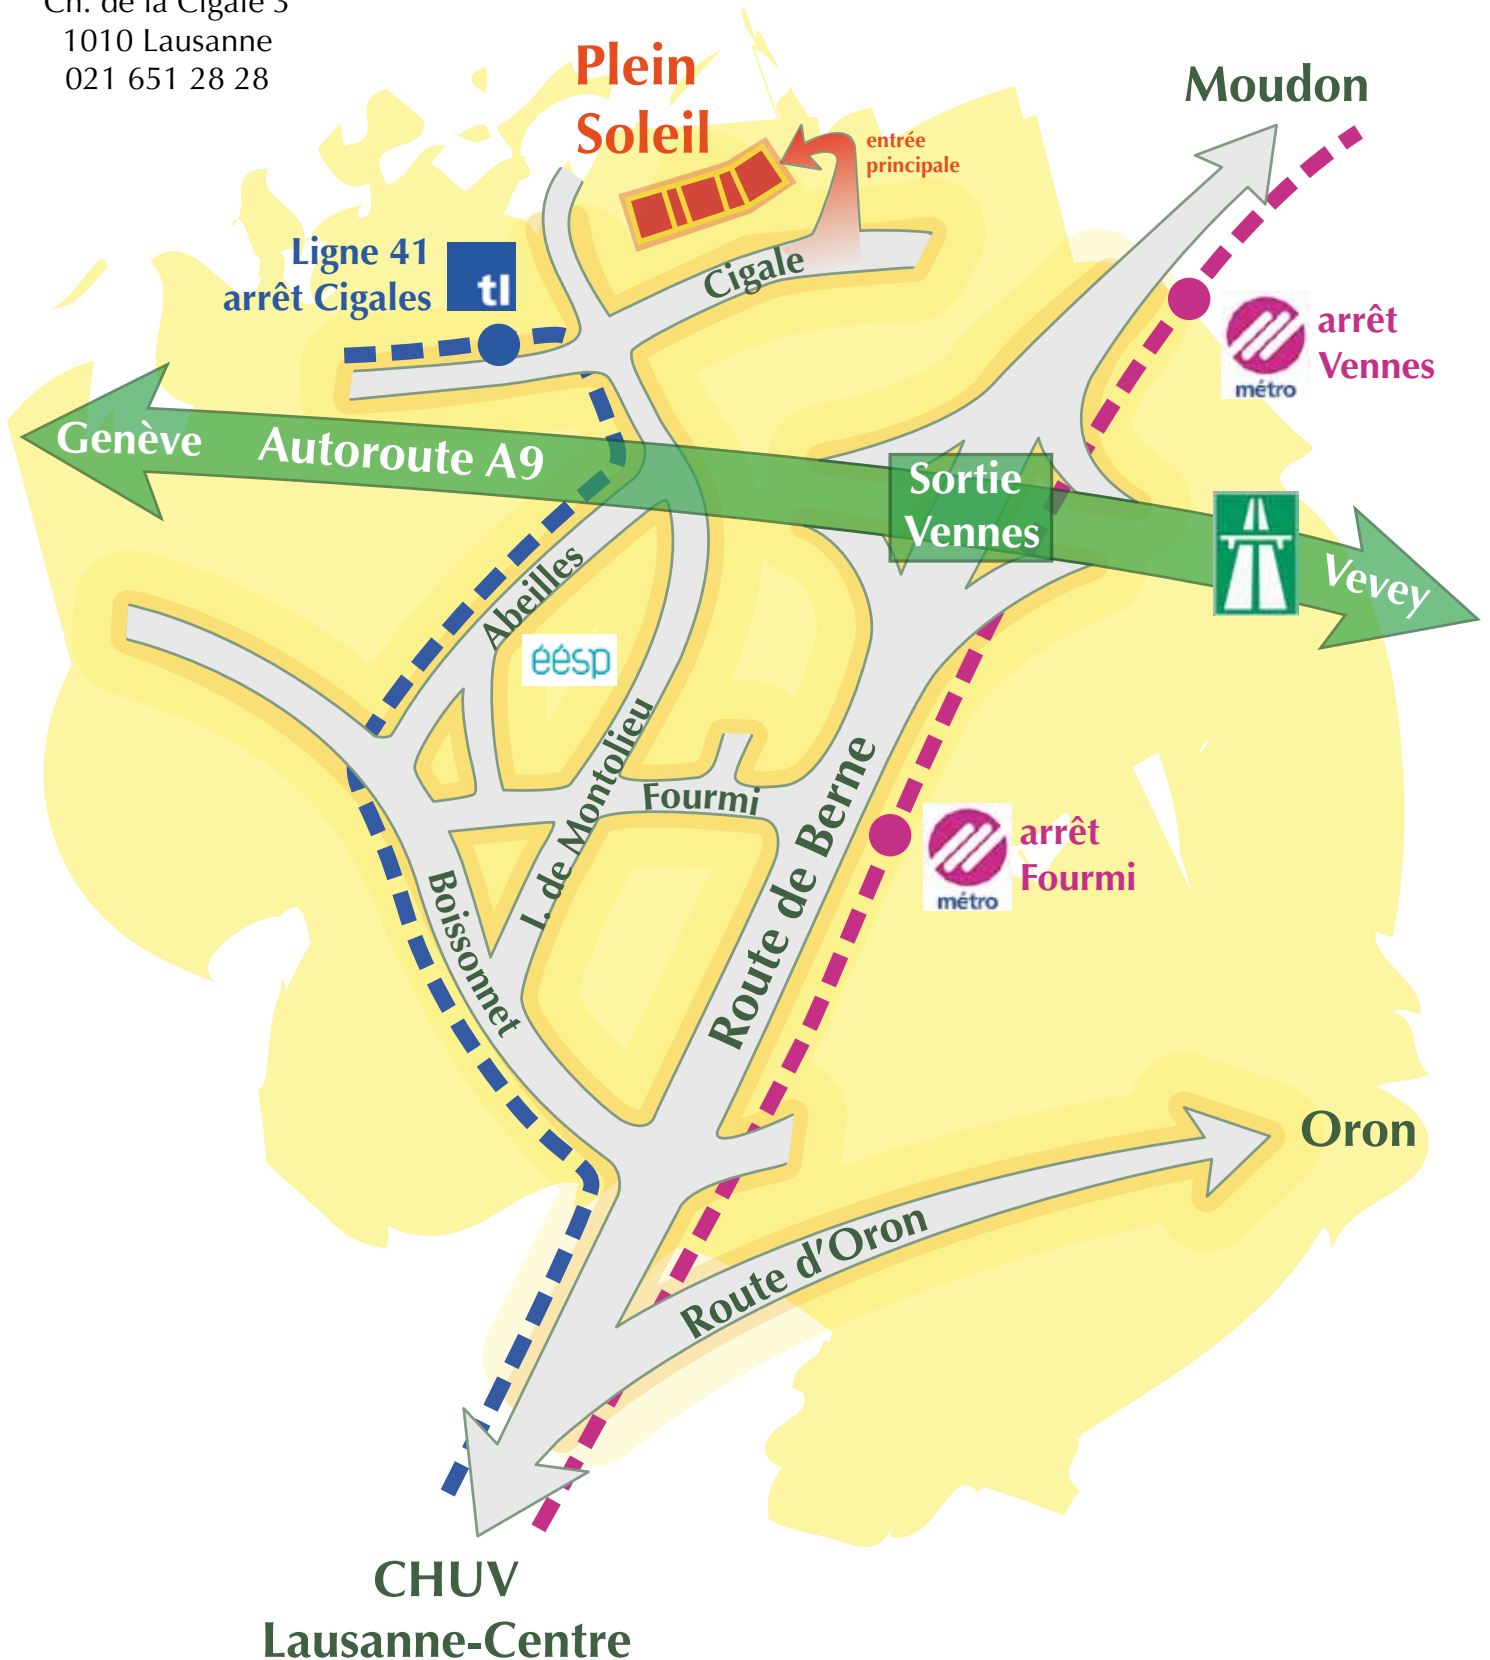 Ch. de la Cigale 3
1010 Lausanne
021 651 28 28
Plein
Soleil
Moudon
entrée
principale
Ligne 41
arrêt Cigales
tl
Cigale
arrêt
Vennes
métro
Genève
Autoroute A9
Sortie
Vennes
Vevey
Abeilles
éésp
I. de Montolieu
Fourmi
Route de Berne
arrêt
Fourmi
métro
Boissonnet
Oron
Route d'Oron
CHUV
Lausanne-Centre